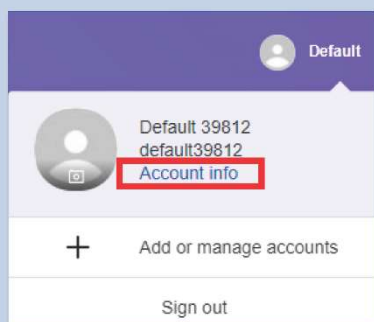 Default
Default 39812
default39812
Account info
Add or manage accounts
Sign out